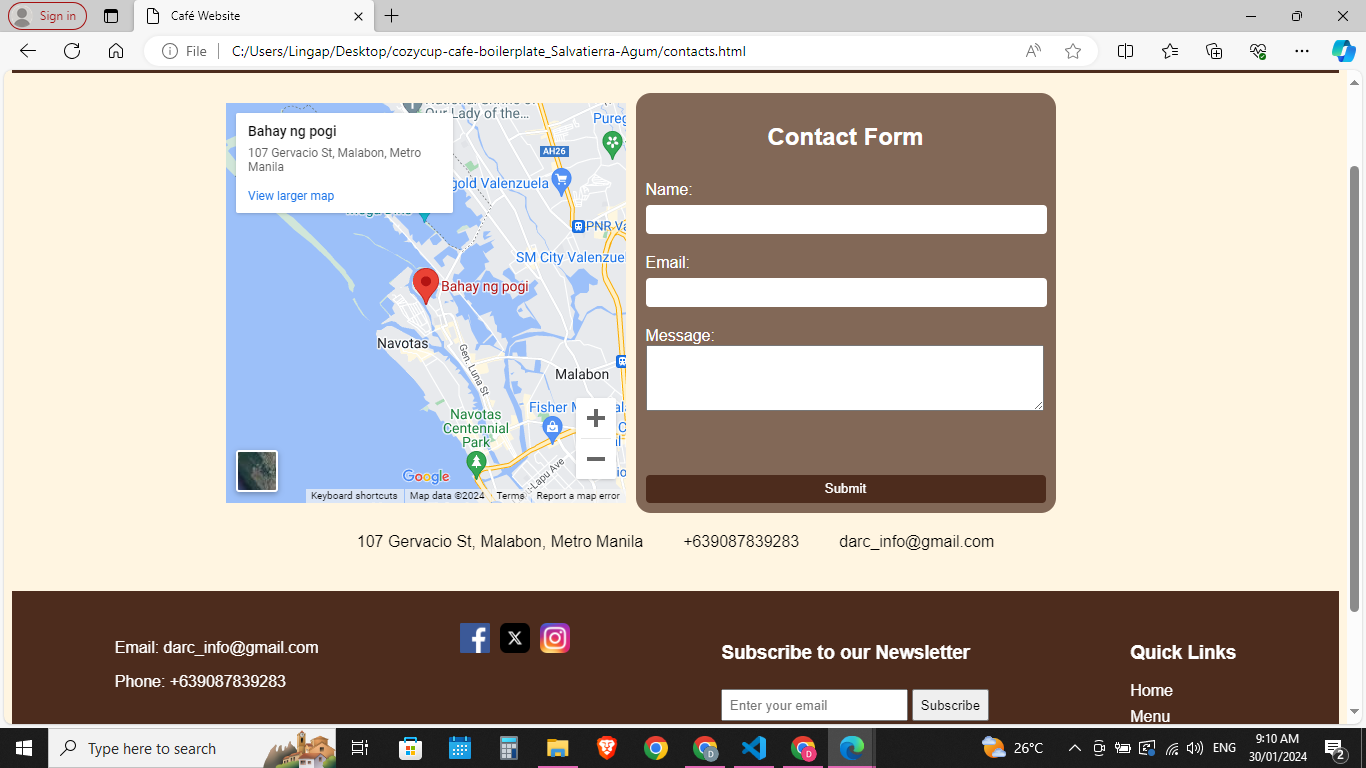 Sign in
Café Website
File
C:/Users/Lingap/Desktop/cozycup-cafe-boilerplate_Salvatierra-Agum/contacts.html
Our Lady of the...
Bahay ng pogi
107 Gervacio St, Malabon, Metro
Manila
View larger map
Pureg
AH26
gold Valenzuela
PNR Va
SM City Valenzuel
Bahay ng pogi
Navotas
Gen. Luna St
Malabon
Navotas
Centennial
Park
Fisher
-Lapu Ave
Google
Keyboard shortcuts
Map data ©2024
Terms
Report a map error
Contact Form
Name:
Email:
Message:
Submit
107 Gervacio St, Malabon, Metro Manila
+639087839283
darc_info@gmail.com
Email: darc_info@gmail.com
Phone: +639087839283
Subscribe to our Newsletter
Enter your email
Subscribe
Quick Links
Home
Menu
Type here to search
26°C
ENG
9:10 AM
30/01/2024
2